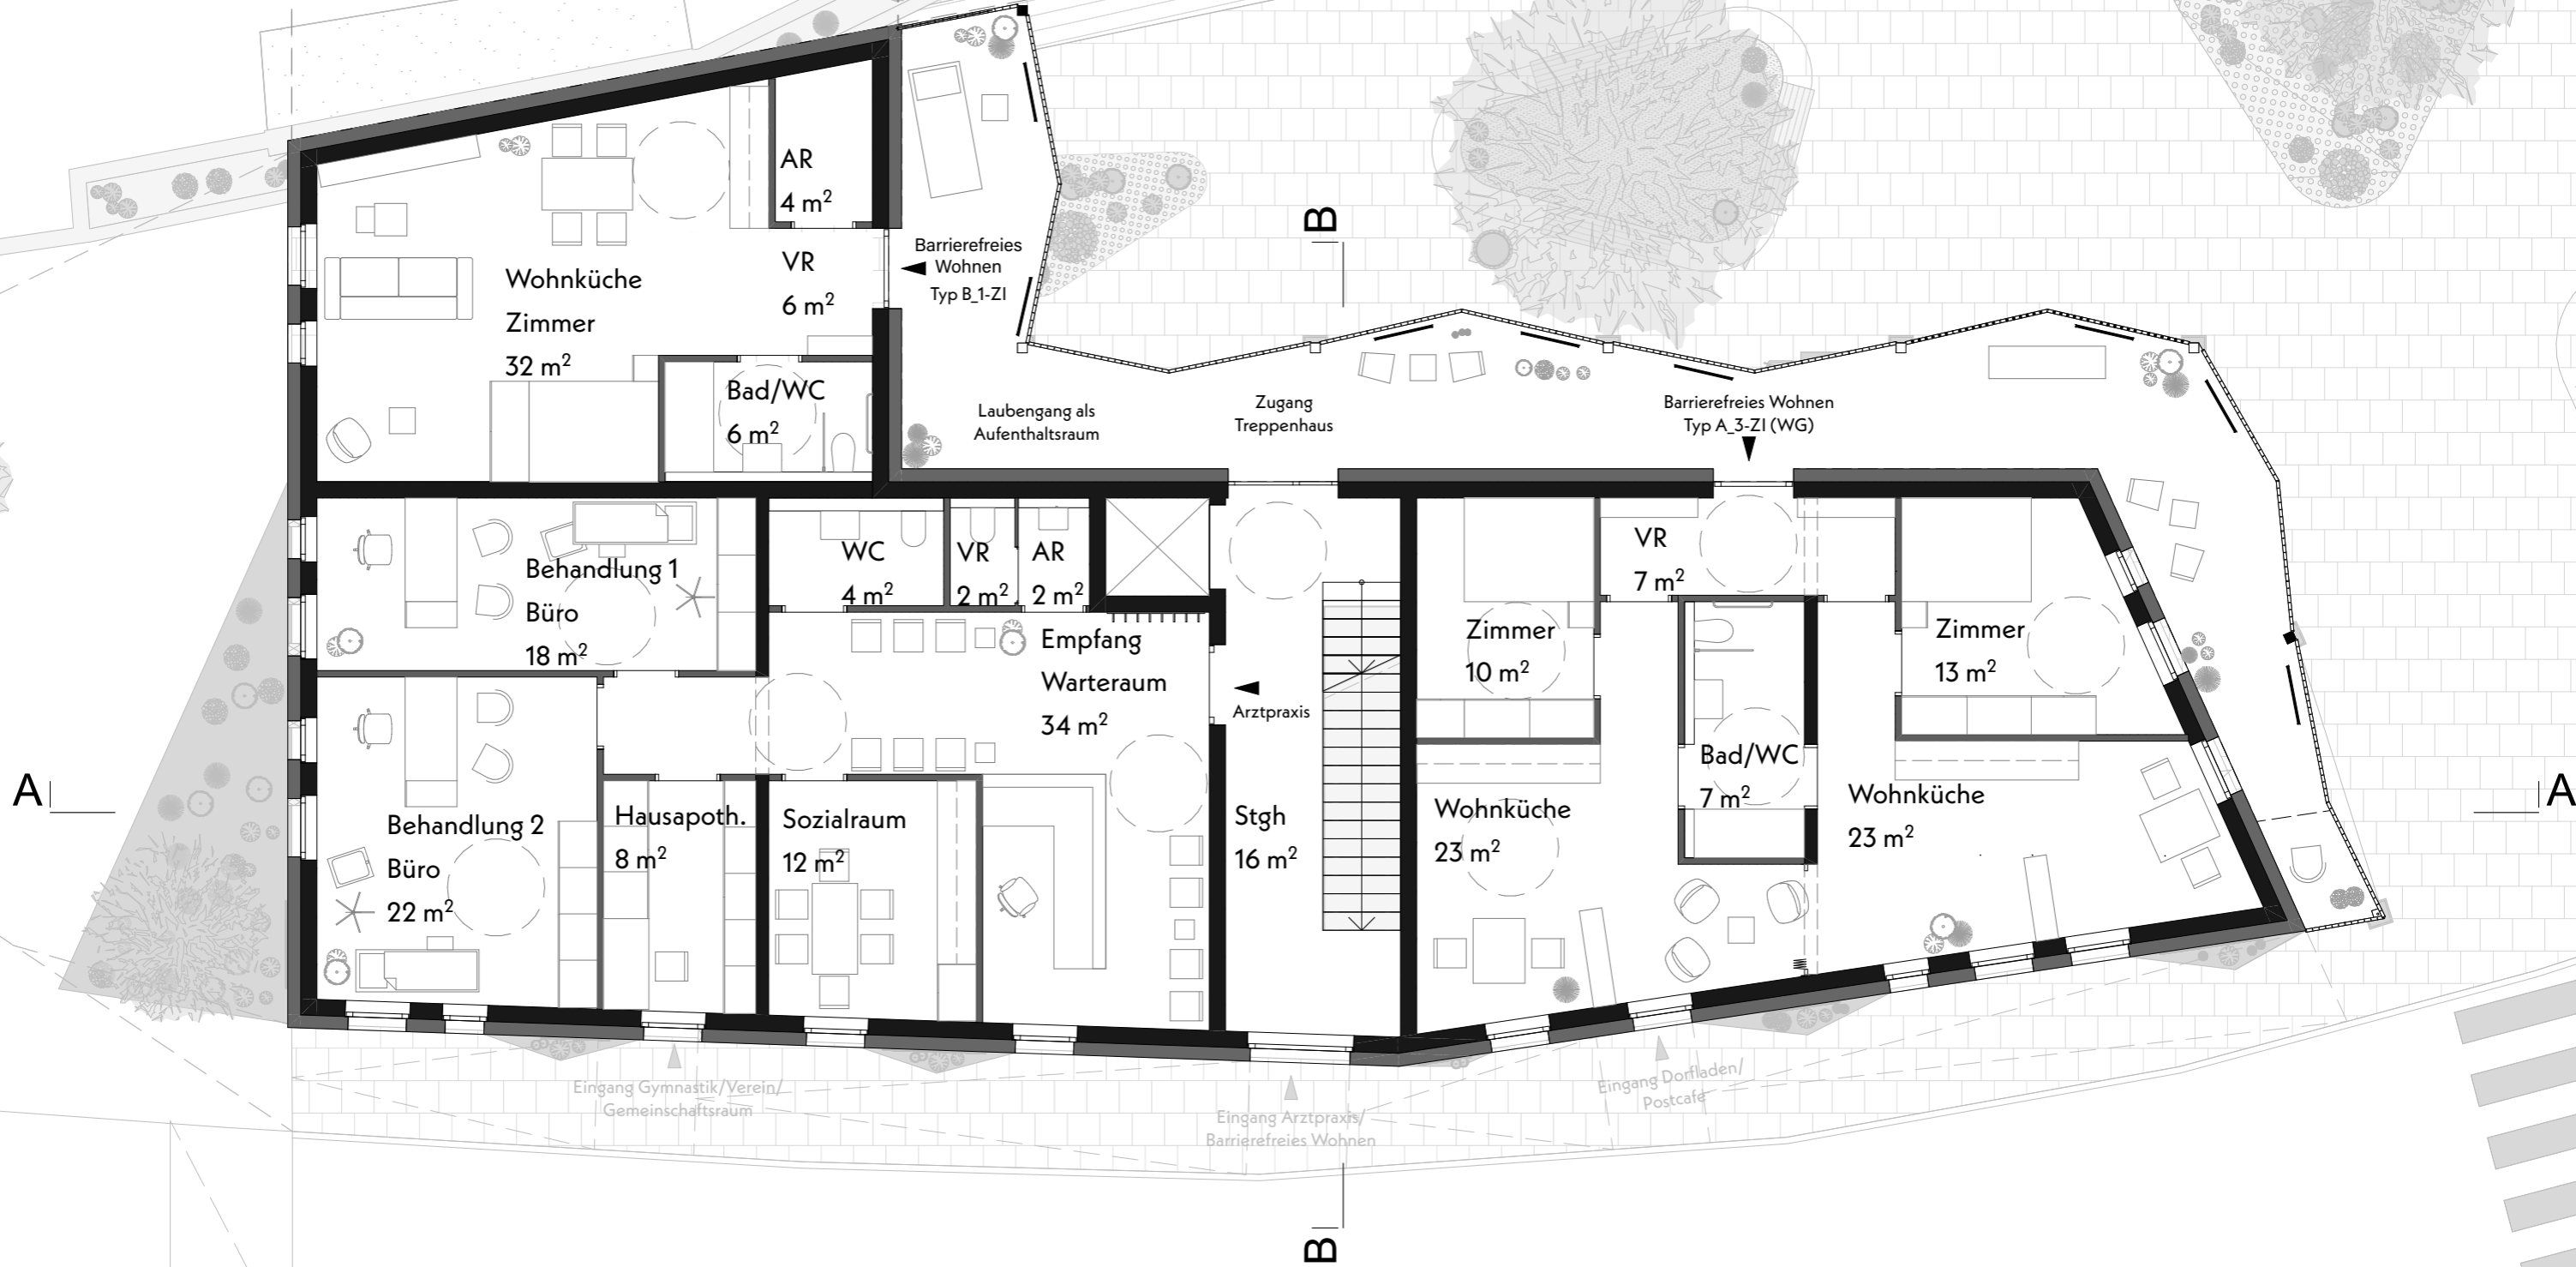 AR
4 m²
VR
6 m²
Wohnküche
Zimmer
32 m²
Bad/WC
6 m²
Barrierefreies
Wohnen
Typ B_1-ZI
B
Laubengang als
Aufenthaltsraum
Zugang
Treppenhaus
Barrierefreies Wohnen
Typ A_3-ZI (WG)
Behandlung 1
Büro
18 m²
WC
4 m²
VR
2 m²
AR
2 m²
Empfang
Warteraum
34 m²
Arztpraxis
VR
7 m²
Zimmer
10 m²
Zimmer
13 m²
Bad/WC
7 m²
A
Behandlung 2
Büro
22 m²
Hausapoth.
8 m²
Sozialraum
12 m²
Stgh
16 m²
Wohnküche
23 m²
Wohnküche
23 m²
A
Eingang Gymnastik/Verein/
Gemeinschaftsraum
Eingang Arztpraxis/
Barrierefreies Wohnen
Eingang Dorfladen/
Postcafe
B